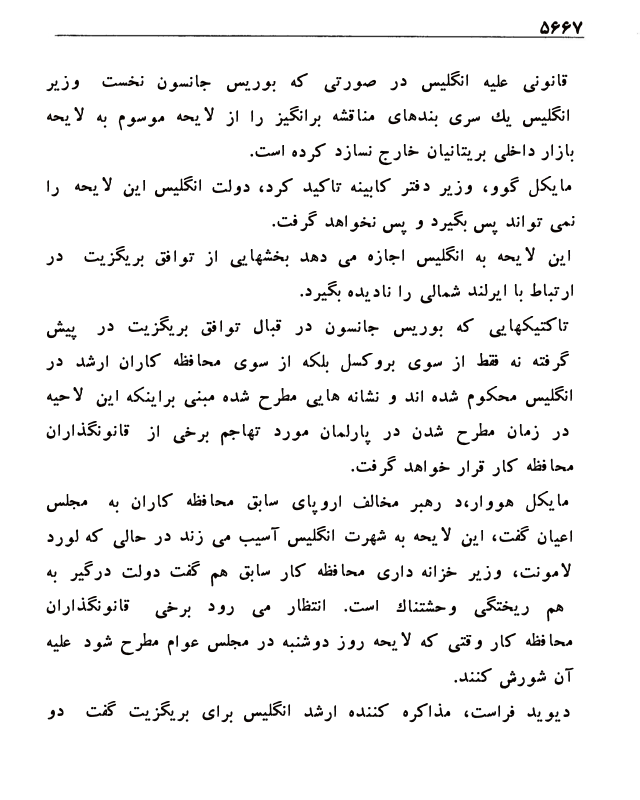 ۵۶۶۷
قانونی علیه انگلیس در صورتی که بوریس جانسون نخست وزیر
انگلیس یك سری بندهای مناقشه برانگیز را از لایحه موسوم به لایحه
بازار داخلی بریتانیان خارج نسازد کرده است.
مایکل گوو، وزیر دفتر کابینه تاکید کرد، دولت انگلیس این لایحه را
نمی تواند پس بگیرد و پس نخواهد گرفت.
این لایحه به انگلیس اجازه می دهد بخشهایی از توافق بریگزیت در
ارتباط با ایرلند شمالی را نادیده بگیرد.
تاکتیکهایی که بوریس جانسون در قبال توافق بریگزیت در پیش
گرفته نه فقط از سوی بروکسل بلکه از سوی محافظه کاران ارشد در
انگلیس محکوم شده اند و نشانه هایی مطرح شده مبنی براینکه این لاحیه
در زمان مطرح شدن در پارلمان مورد تهاجم برخی از قانونگذاران
محافظه کار قرار خواهد گرفت.
مایکل هووار،د رهبر مخالف اروپای سابق محافظه کاران به مجلس
اعیان گفت، این لایحه به شهرت انگلیس آسیب می زند در حالی که لورد
لامونت، وزیر خزانه داری محافظه کار سابق هم گفت دولت درگیر به
هم ریختگی وحشتناك است. انتظار می رود برخی قانونگذاران
محافظه کار وقتی که لایحه روز دوشنبه در مجلس عوام مطرح شود علیه
آن شورش کنند.
دیوید فراست، مذاکره کننده ارشد انگلیس برای بریگزیت گفت دو